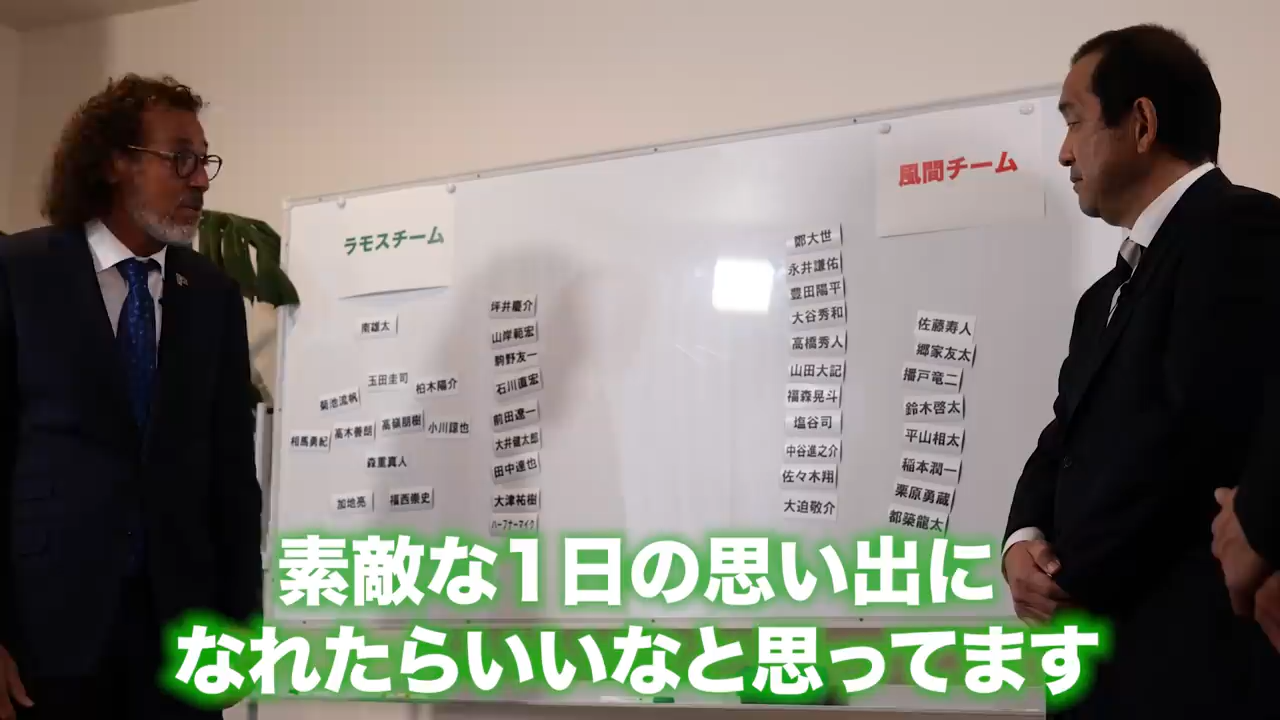 ラモスチーム
南雄太
玉田圭司
柏木陽介
菊池流帆
相馬勇紀
高木善朗
高嶺朋樹
小川諒也
森重真人
加地亮
福西崇史
坪井慶介
山岸範宏
駒野友一
石川直宏
前田遼一
大井健太郎
田中達也
大津祐樹
ハーフナーマイク
風間チーム
鄭大世
永井謙佑
豊田陽平
大谷秀和
高橋秀人
山田大記
福森晃斗
塩谷司
中谷進之介
佐々木翔
大迫敬介
佐藤寿人
郷家友太
播戸竜二
鈴木啓太
平山相太
稲本潤一
栗原勇蔵
都築龍太
素敵な1日の思い出に
なれたらいいなと思ってます